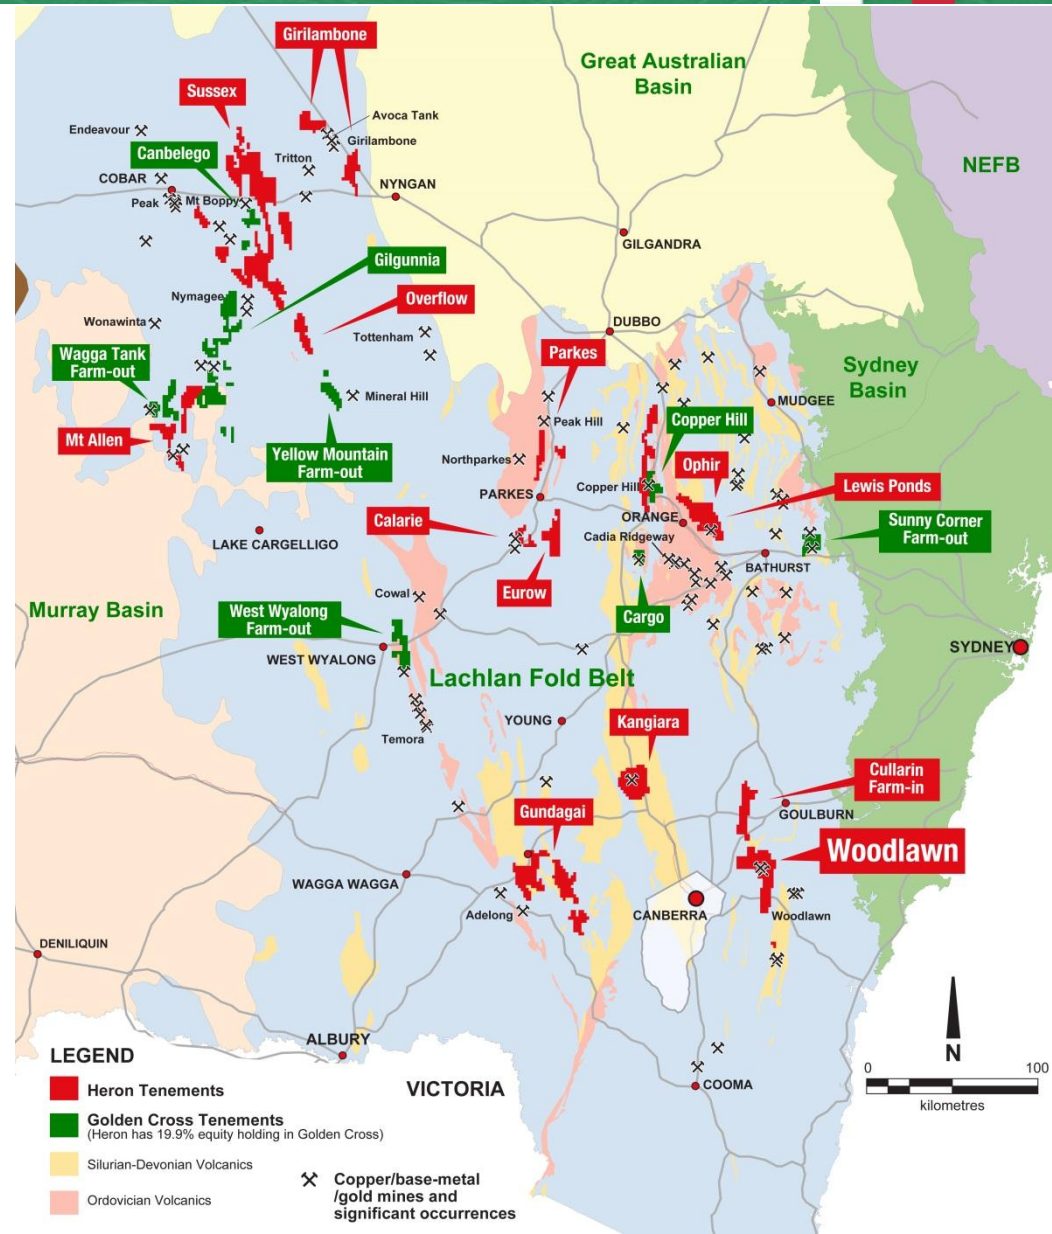 Girilambone
Great Australian
Basin
Sussex
Avoca Tank
Endeavour
Girilambone
Canbelego
Tritton
NEFB
COBAR
NYNGAN
Peak
Mt Boppy
GILGANDRA
Gilgunnia
Nymagee
Overflow
Wonawinta
DUBBO
Tottenham
Wagga Tank
Farm-out
Parkes
Sydney
Basin
Mineral Hill
MUDGEE
Copper Hill
Peak Hill
Mt Allen
Yellow Mountain
Farm-out
Northparkes
Ophir
Copper Hill
Lewis Ponds
PARKES
Calarie
ORANGE
Sunny Corner
Farm-out
LAKE CARGELLIGO
Cadia Ridgeway
BATHURST
Eurow
Cowal
Murray Basin
West Wyalong
Farm-out
Cargo
WEST WYALONG
SYDNEY
Lachlan Fold Belt
YOUNG
Kangiara
Temora
Cullarin
Farm-in
Gundagai
GOULBURN
Woodlawn
WAGGA WAGGA
Adelong
CANBERRA
Woodlawn
DENILIQUIN
ALBURY
LEGEND
N
Heron Tenements
VICTORIA
0
100
COOMA
kilometres
Golden Cross Tenements
(Heron has 19.9% equity holding in Golden Cross)
Silurian-Devonian Volcanics
Ordovician Volcanics
Copper/base-metal
/gold mines and
significant occurrences